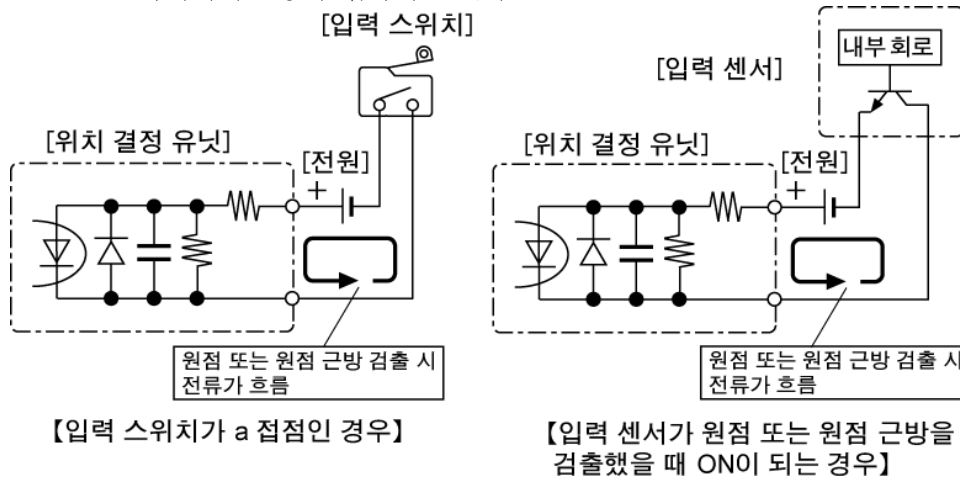 [입력 스위치]
[위치 결정 유닛]
[전원]
+
원점 또는 원점 근방 검출 시
전류가 흐름
【입력 스위치가 a 접점인 경우】
내부 회로
[입력 센서]
[위치 결정 유닛]
[전원]
+
원점 또는 원점 근방 검출 시
전류가 흐름
【입력 센서가 원점 또는 원점 근방을
검출했을 때 ON이 되는 경우】